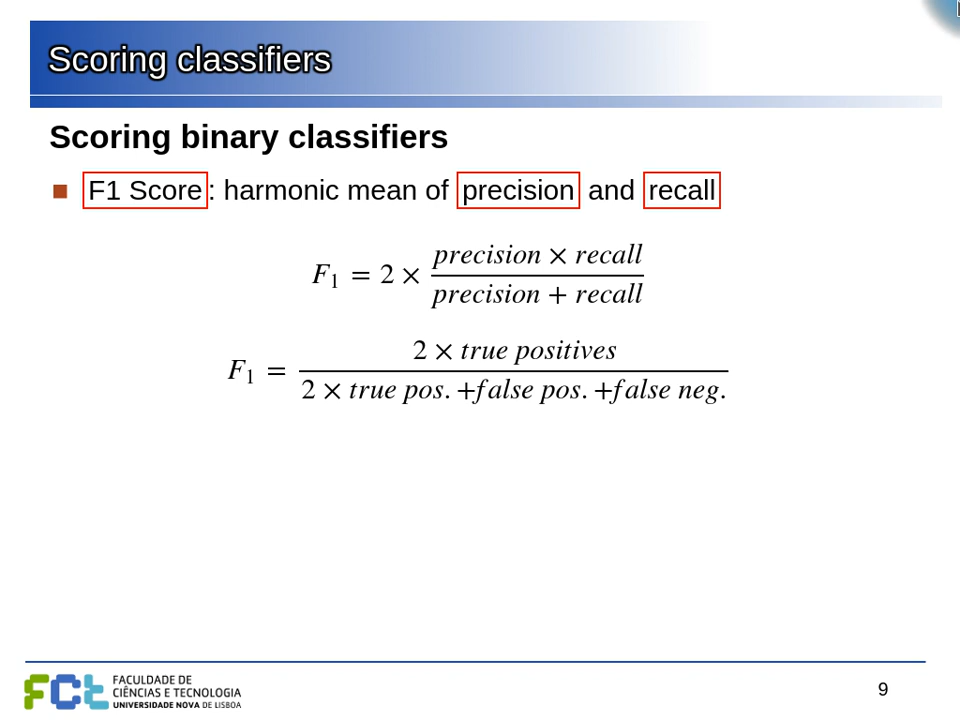 Scoring classifiers
Scoring binary classifiers
F1 Score: harmonic mean of precision and recall
F₁ = 2 × precision × recall / precision + recall
F₁ = 2 × true positives / 2 × true pos. +false pos. +false neg.
FCt
FACULDADE DE
CIÊNCIAS E TECNOLOGIA
UNIVERSIDADE NOVA DE LISBOA
9